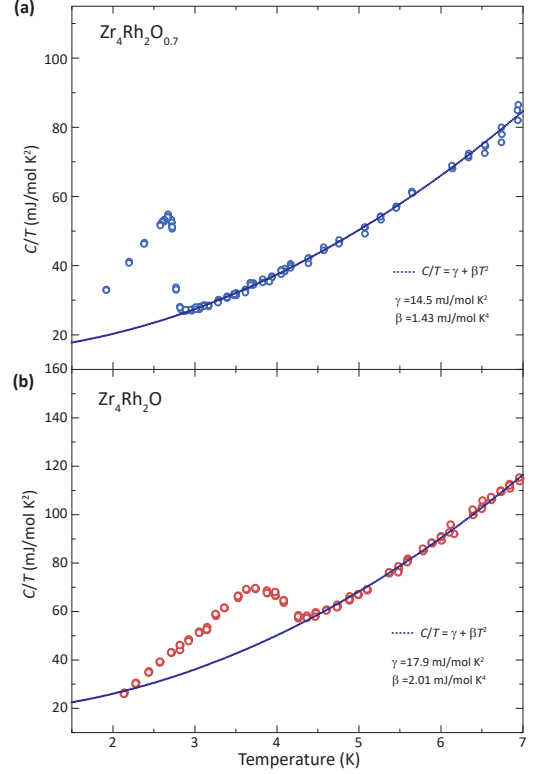 (a)
Zr4Rh2O0.7
100
80
60
40
20
C/T (mJ/mol K²)
C/T = γ + βT²
γ =14.5 mJ/mol K²
β =1.43 mJ/mol K⁴
(b)
160
Zr4Rh2O
140
120
100
80
60
40
20
C/T (mJ/mol K²)
C/T = γ + βT²
γ =17.9 mJ/mol K²
β =2.01 mJ/mol K⁴
2 3 4 5 6 7
Temperature (K)